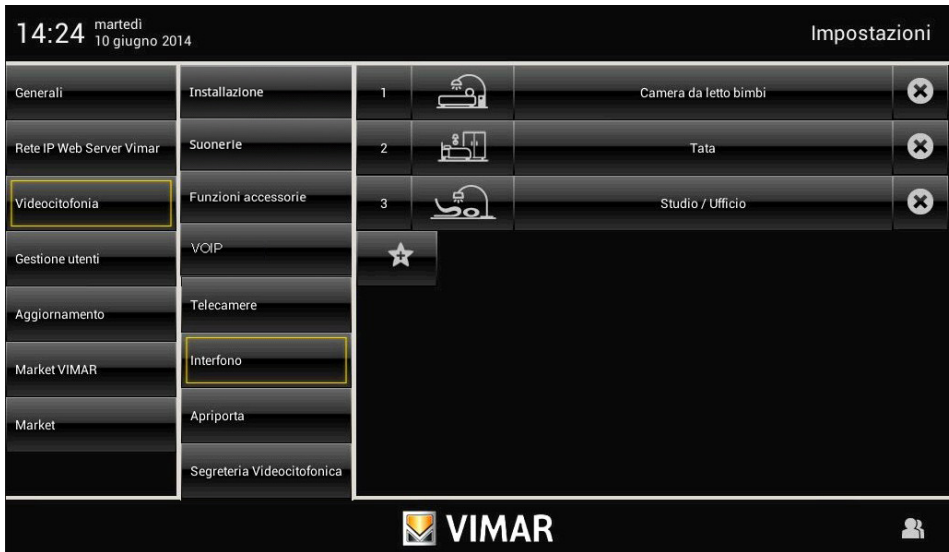 14:24 martedì
10 giugno 2014
Impostazioni
Generali
Rete IP Web Server Vimar
Videocitofonia
Gestione utenti
Aggiornamento
Market VIMAR
Market
Installazione
Suonerie
Funzioni accessorie
VOIP
Telecamere
Interfono
Apriporta
Segreteria Videocitofonica
1 Camera da letto bimbi
2 Tata
3 Studio / Ufficio
VIMAR